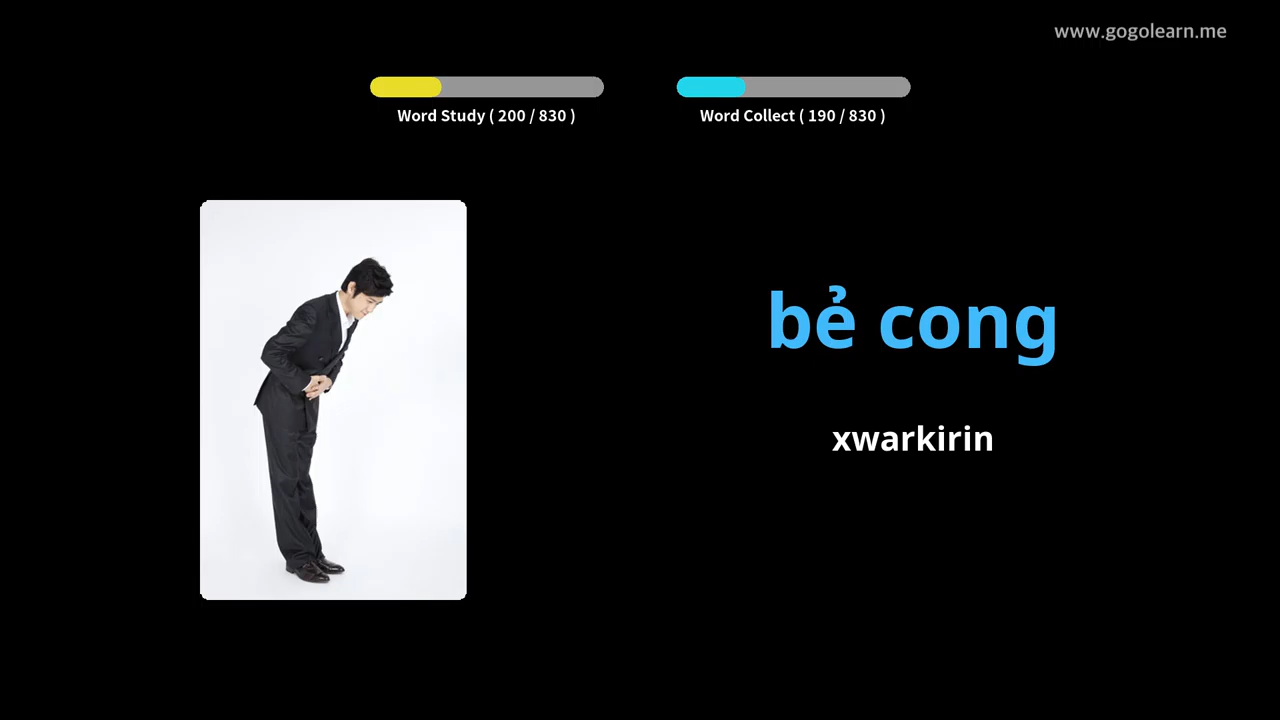 www.gogolearn.me
Word Study ( 200 / 830 )
Word Collect ( 190 / 830 )
bẻ cong
xwarkirin